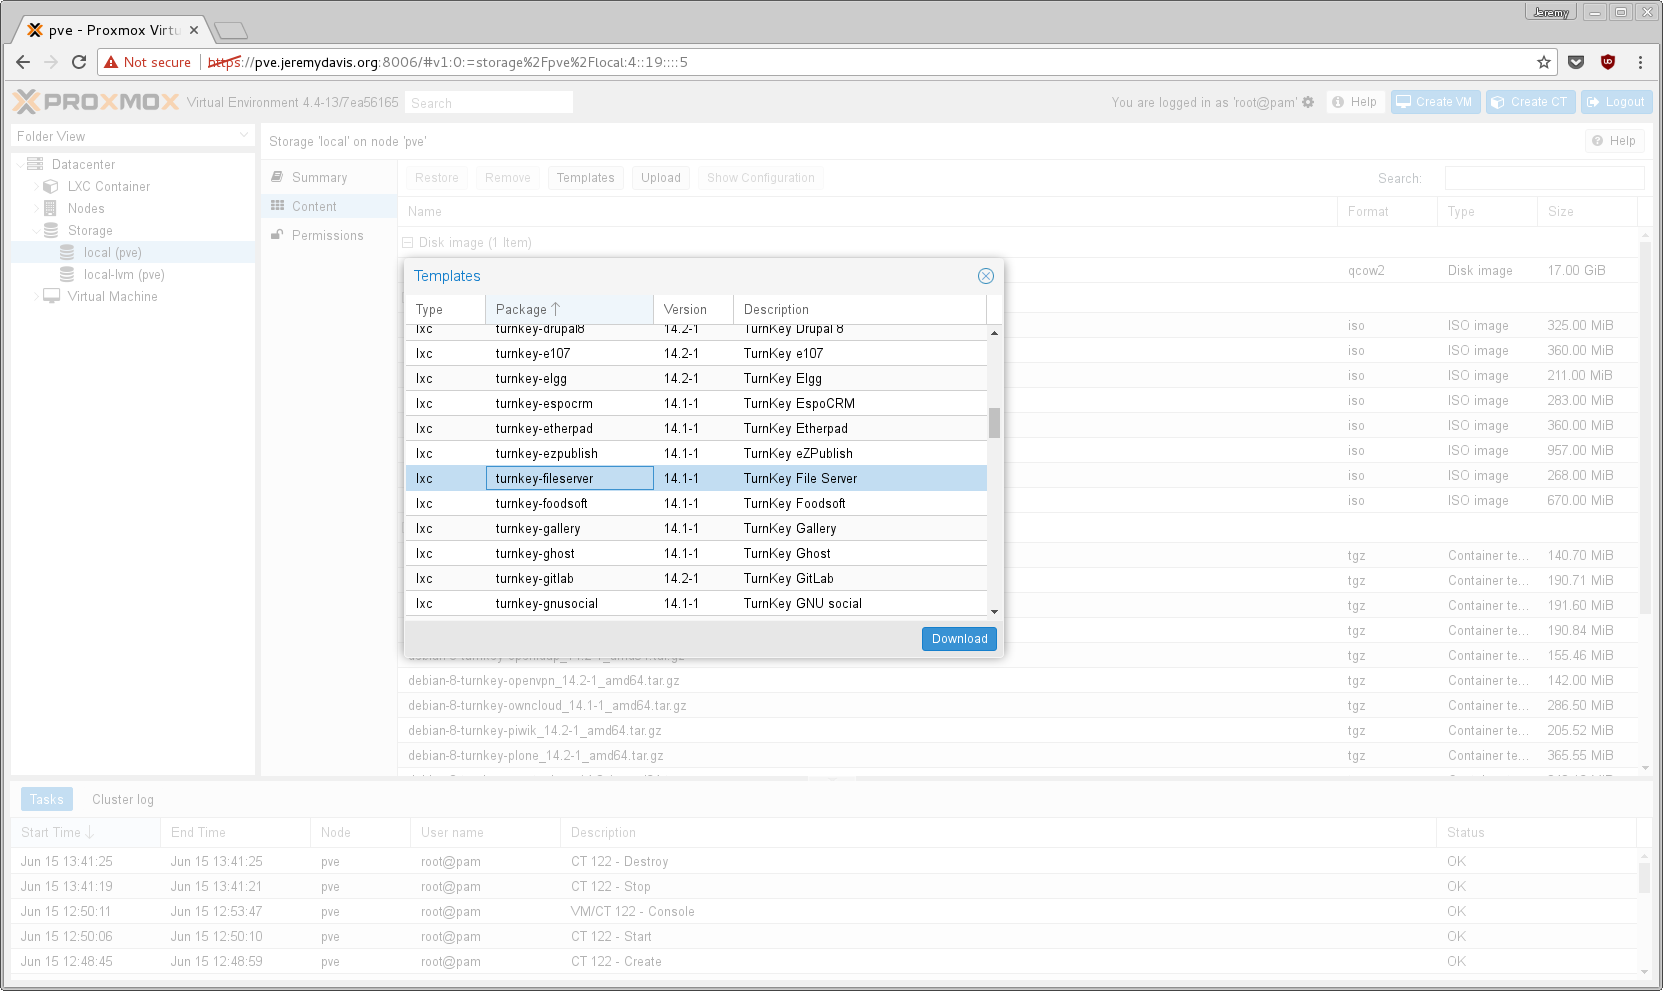 Jeremy
pve - Proxmox Virtu
Not secure https://pve.jeremydavis.org:8006/#v1:0:=storage%2Fpve%2Flocal:4::19::::5
PROXMOX Virtual Environment 4.4-13/7ea56165 Search You are logged in as 'root@pam' Help Create VM Create CT Logout
Folder View
Storage 'local' on node 'pve' Help
Datacenter
LXC Container
Nodes
Storage
local (pve)
local-lvm (pve)
Virtual Machine
Summary
Content
Permissions
Restore Remove Templates Upload Show Configuration Search:
Name Format Type Size
Disk image (1 Item)
qcow2 Disk image 17.00 GiB
iso ISO image 325.00 MiB
iso ISO image 360.00 MiB
iso ISO image 211.00 MiB
iso ISO image 283.00 MiB
iso ISO image 360.00 MiB
iso ISO image 957.00 MiB
iso ISO image 268.00 MiB
iso ISO image 670.00 MiB
tgz Container te... 140.70 MiB
tgz Container te... 190.71 MiB
tgz Container te... 191.60 MiB
tgz Container te... 190.84 MiB
tgz Container te... 155.46 MiB
debian-8-turnkey-openvpn_14.2-1_amd64.tar.gz tgz Container te... 142.00 MiB
debian-8-turnkey-owncloud_14.1-1_amd64.tar.gz tgz Container te... 286.50 MiB
debian-8-turnkey-piwik_14.2-1_amd64.tar.gz tgz Container te... 205.52 MiB
debian-8-turnkey-plone_14.2-1_amd64.tar.gz tgz Container te... 365.55 MiB
Templates
Type Package Version Description
lxc turnkey-drupal8 14.2-1 TurnKey Drupal 8
lxc turnkey-e107 14.2-1 TurnKey e107
lxc turnkey-elgg 14.2-1 TurnKey Elgg
lxc turnkey-espocrm 14.1-1 TurnKey EspoCRM
lxc turnkey-etherpad 14.1-1 TurnKey Etherpad
lxc turnkey-ezpublish 14.1-1 TurnKey eZPublish
lxc turnkey-fileserver 14.1-1 TurnKey File Server
lxc turnkey-foodsoft 14.1-1 TurnKey Foodsoft
lxc turnkey-gallery 14.1-1 TurnKey Gallery
lxc turnkey-ghost 14.1-1 TurnKey Ghost
lxc turnkey-gitlab 14.2-1 TurnKey GitLab
lxc turnkey-gnusocial 14.1-1 TurnKey GNU social
Download
Tasks Cluster log
Start Time End Time Node User name Description Status
Jun 15 13:41:25 Jun 15 13:41:25 pve root@pam CT 122 - Destroy OK
Jun 15 13:41:19 Jun 15 13:41:21 pve root@pam CT 122 - Stop OK
Jun 15 12:50:11 Jun 15 12:53:47 pve root@pam VM/CT 122 - Console OK
Jun 15 12:50:06 Jun 15 12:50:10 pve root@pam CT 122 - Start OK
Jun 15 12:48:45 Jun 15 12:48:59 pve root@pam CT 122 - Create OK